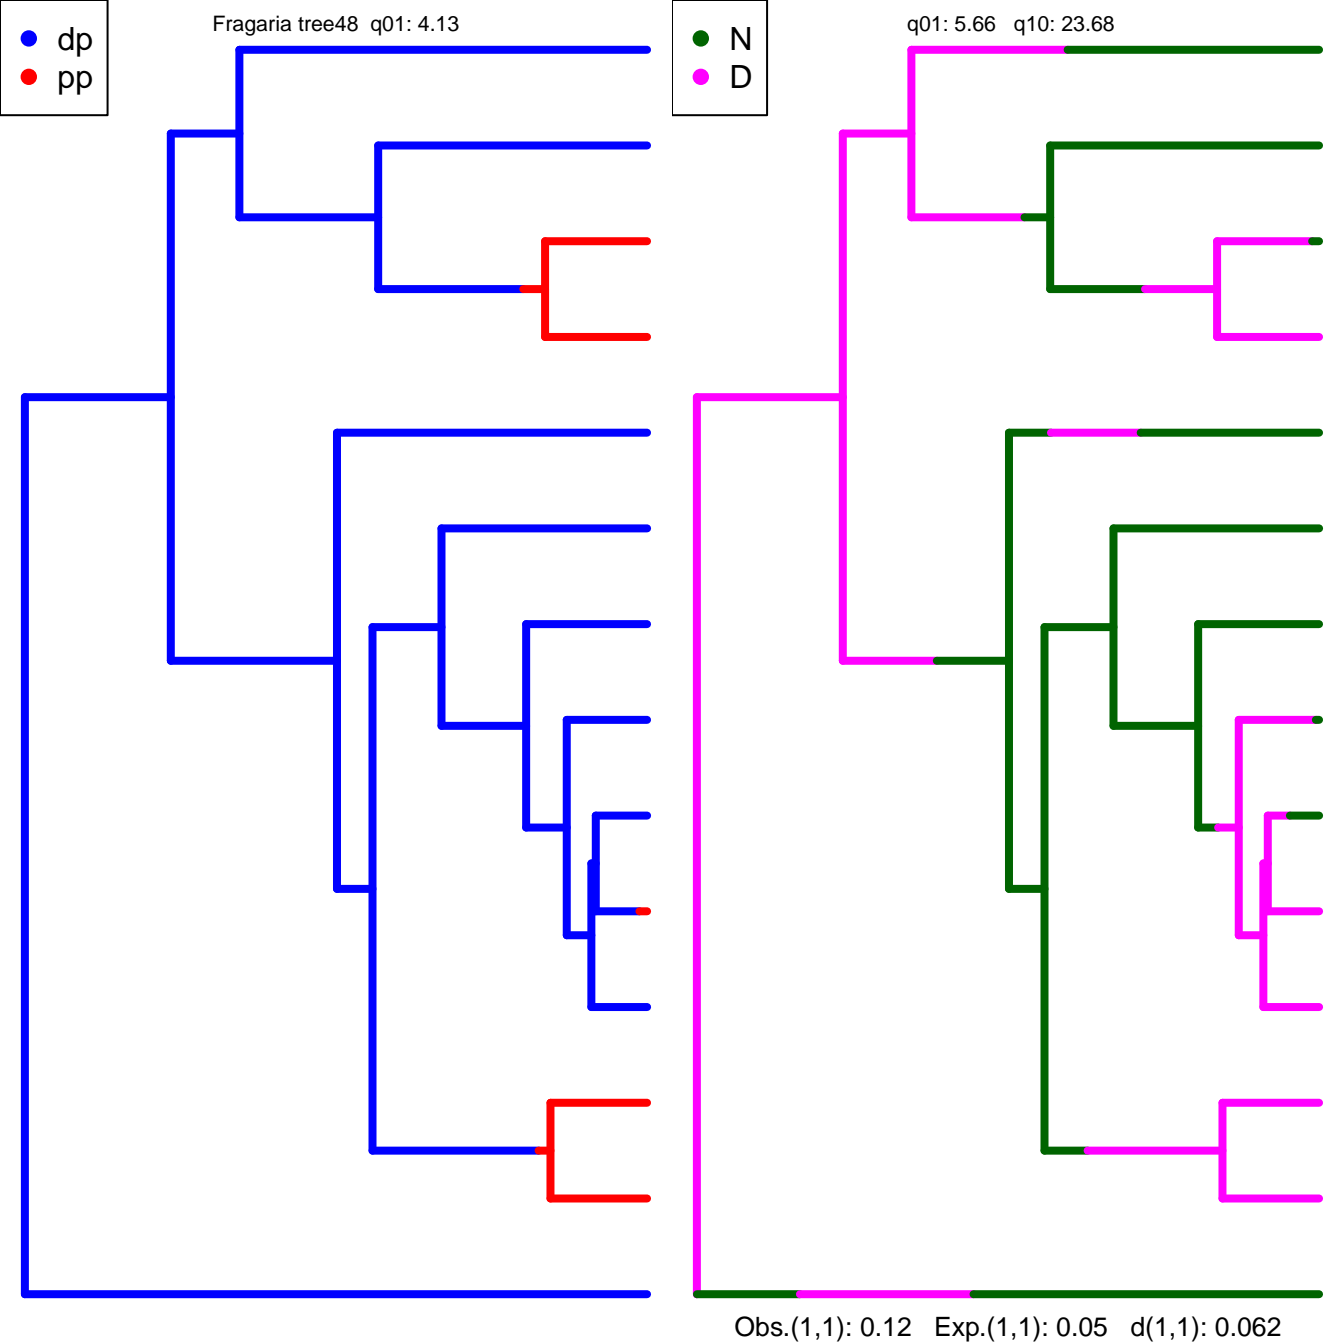 Fragaria tree48 q01: 4.13
dp
pp
q01: 5.66 q10: 23.68
N
D
Obs.(1,1): 0.12 Exp.(1,1): 0.05 d(1,1): 0.062